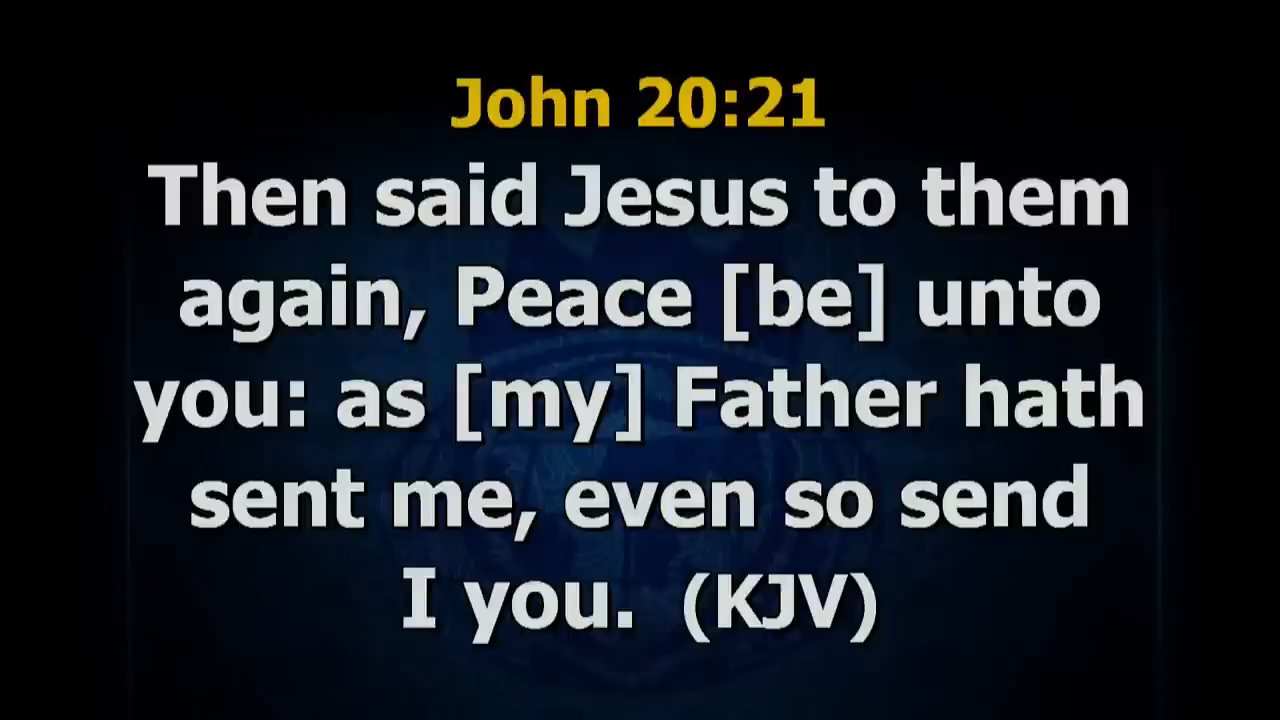 John 20:21
Then said Jesus to them
again, Peace [be] unto
you: as [my] Father hath
sent me, even so send
I you.  (KJV)